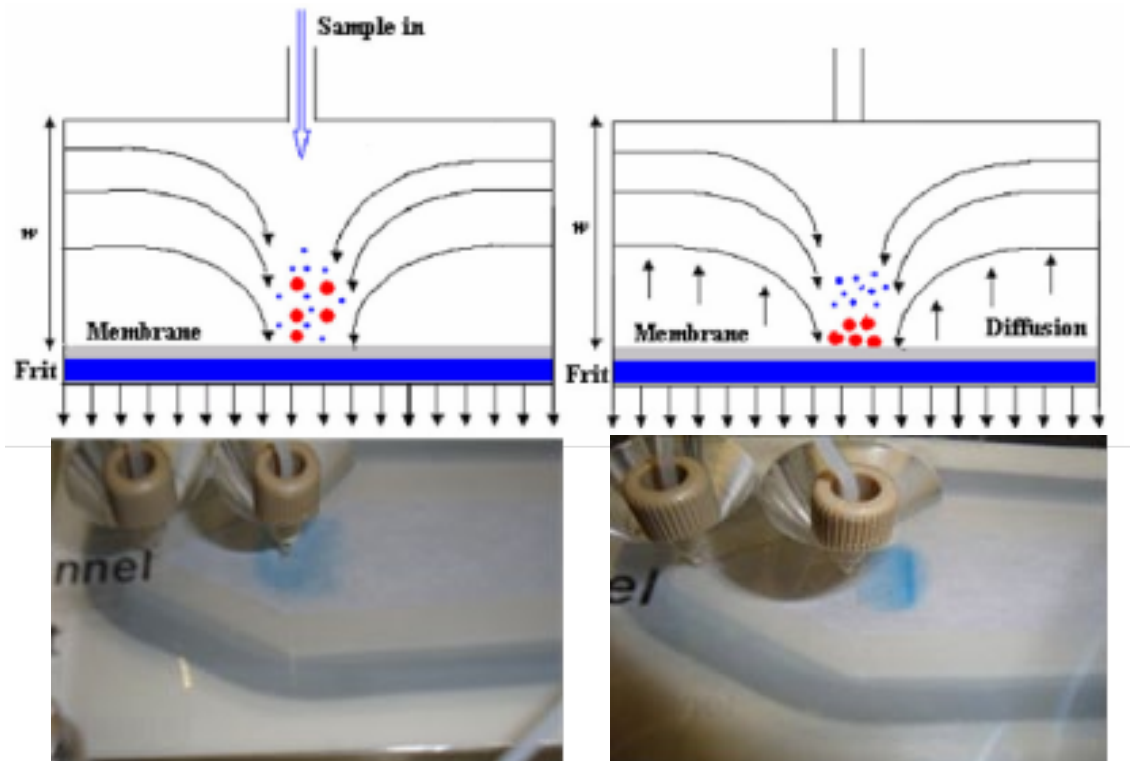 Sample in
w
Membrane
Frit
w
Membrane
Diffusion
Frit
nnel
el